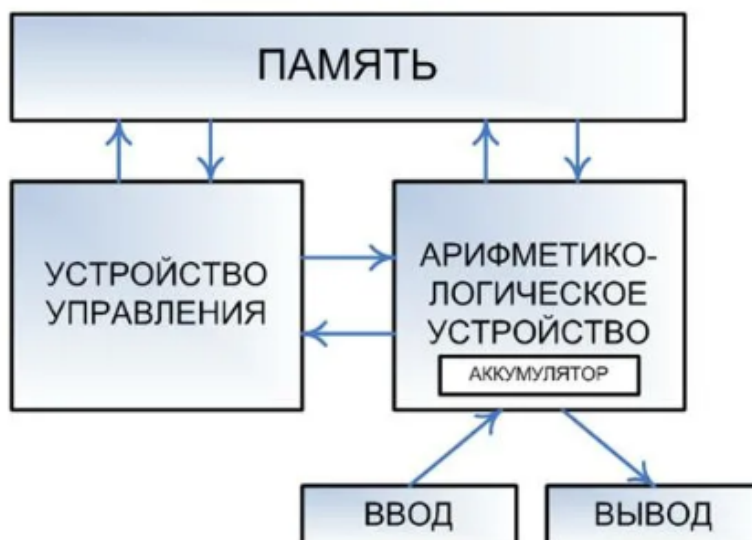 ПАМЯТЬ
УСТРОЙСТВО
УПРАВЛЕНИЯ
АРИФМЕТИКО-
ЛОГИЧЕСКОЕ
УСТРОЙСТВО
АККУМУЛЯТОР
ВВОД
ВЫВОД